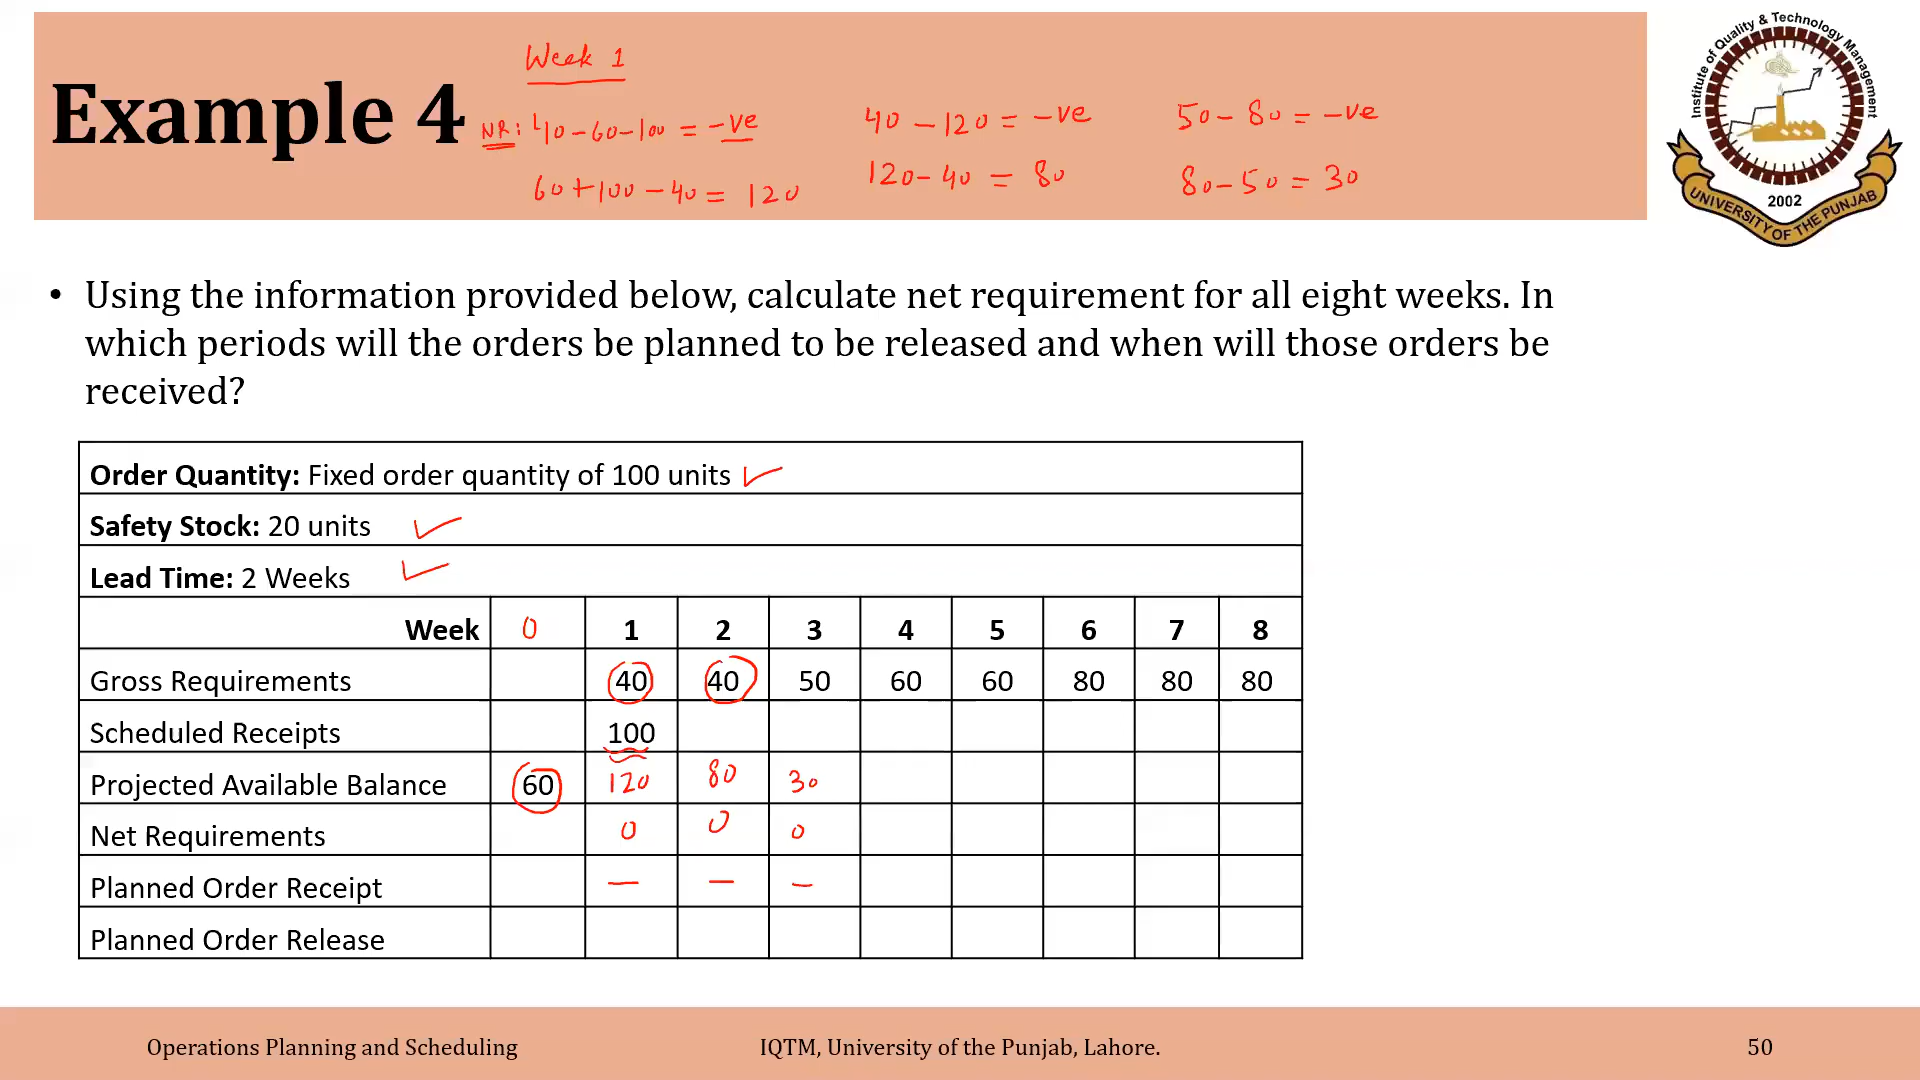 Week 1
Example 4
NR: 40-60-100 = -ve
60+100-40 = 120
40-120 = -ve
120-40 = 80
50-80 = -ve
80-50 = 30
Institute of Quality & Technology Management
2002
UNIVERSITY OF THE PUNJAB
• Using the information provided below, calculate net requirement for all eight weeks. In
which periods will the orders be planned to be released and when will those orders be
received?
Order Quantity: Fixed order quantity of 100 units ✓
Safety Stock: 20 units ✓
Lead Time: 2 Weeks ✓
Week 0 1 2 3 4 5 6 7 8
Gross Requirements 40 40 50 60 60 80 80 80
Scheduled Receipts 100
Projected Available Balance 60 120 80 30
Net Requirements 0 0 0
Planned Order Receipt — — —
Planned Order Release
Operations Planning and Scheduling IQTM, University of the Punjab, Lahore. 50